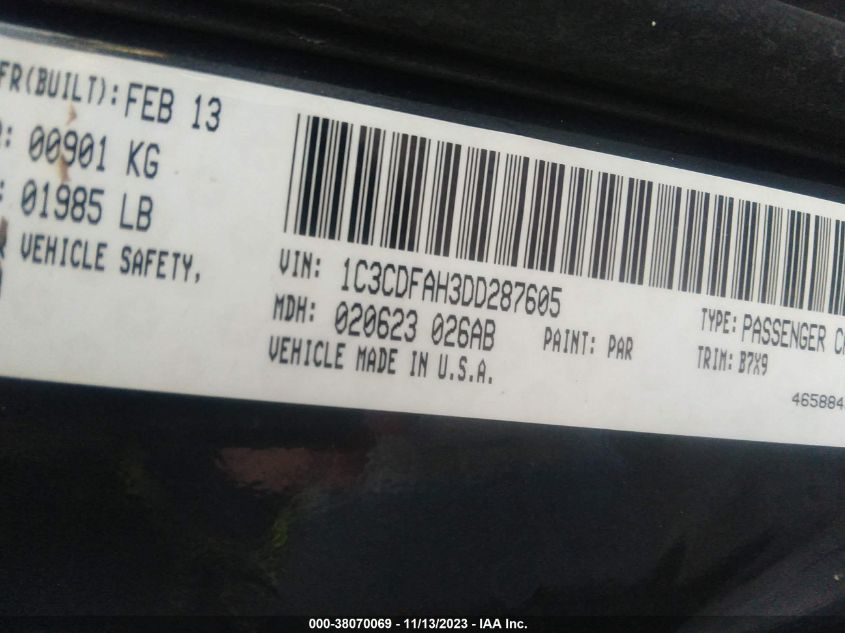 FR(BUILT): FEB 13
: 00901 KG
: 01985 LB
VEHICLE SAFETY,
VIN: 1C3CDFAH3DD287605
MDH: 020623 026AB
PAINT: PAR
VEHICLE MADE IN U.S.A.
TYPE: PASSENGER
TRIM: B7X9
46588
000-38070069 - 11/13/2023 - IAA Inc.